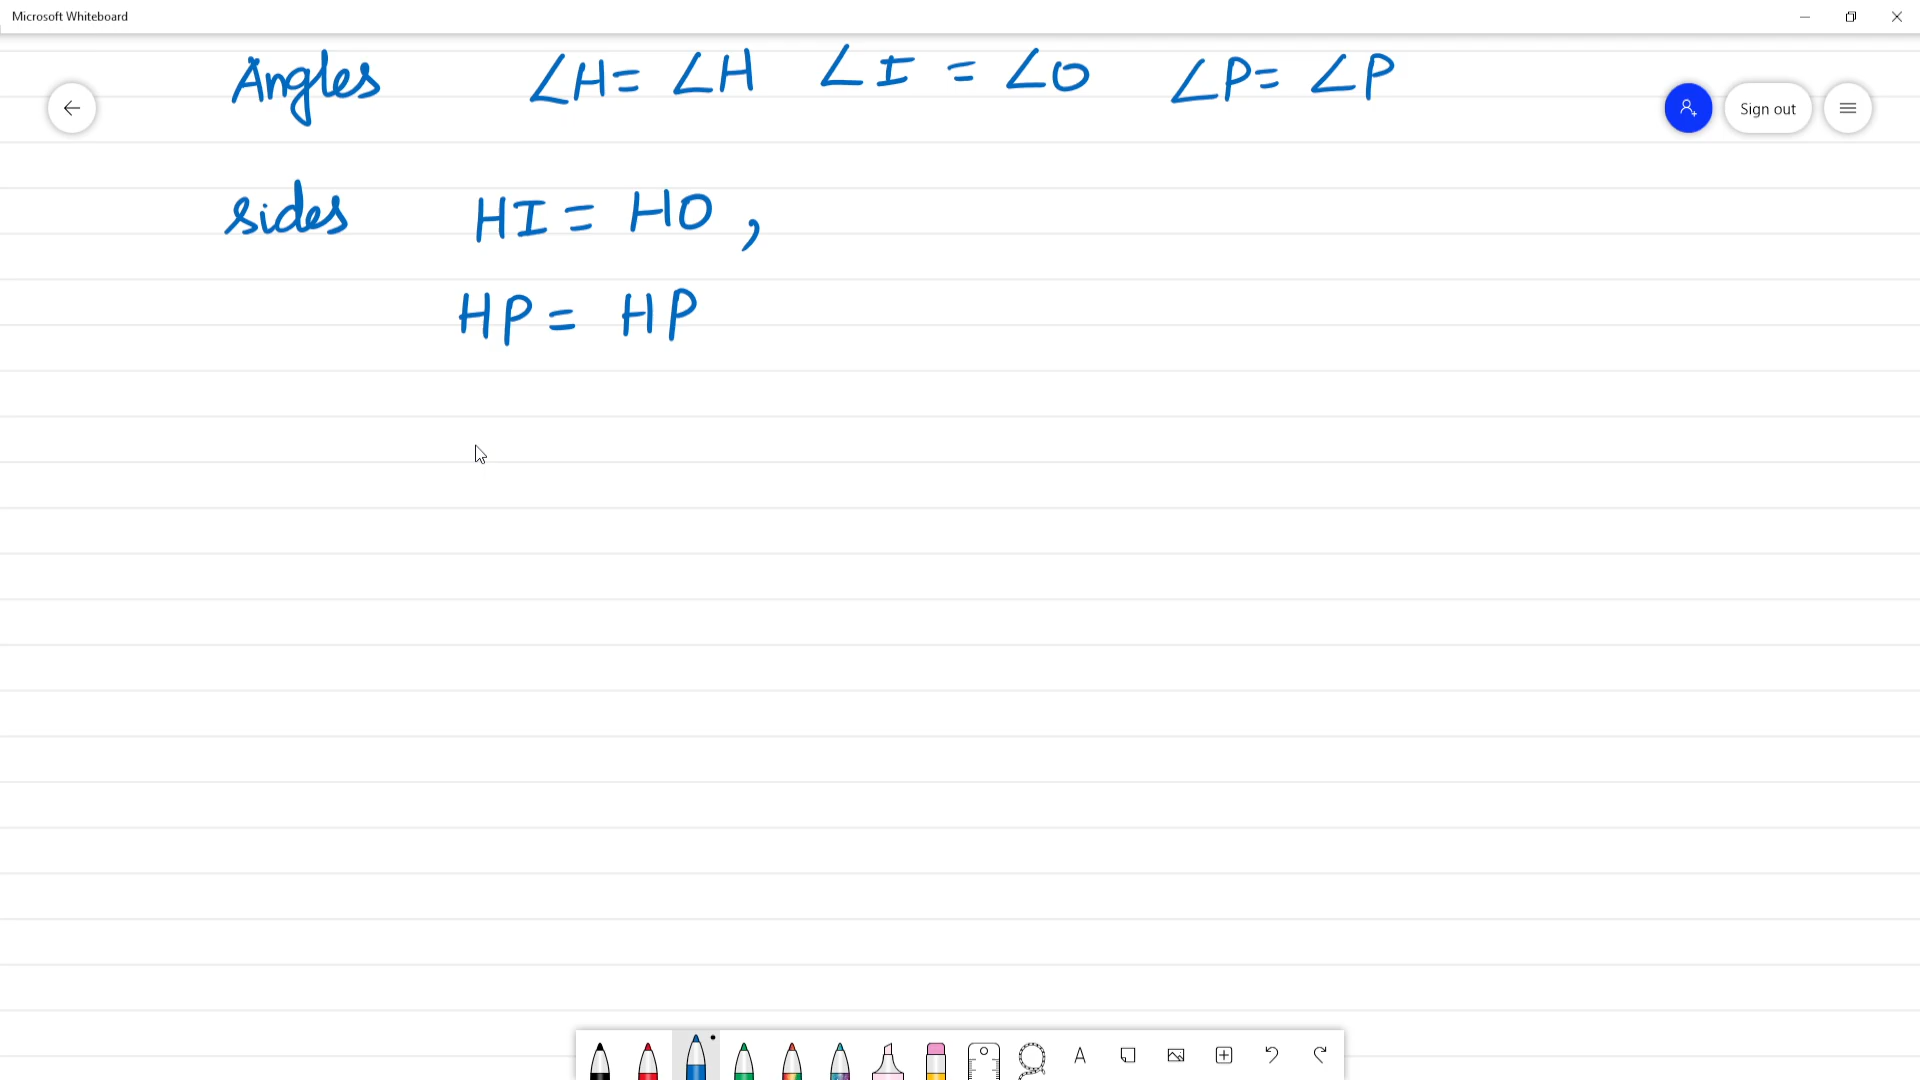 Microsoft Whiteboard
Angles ∠H= ∠H ∠I = ∠O ∠P= ∠P
Sign out
sides HI = HO ,
HP = HP
A